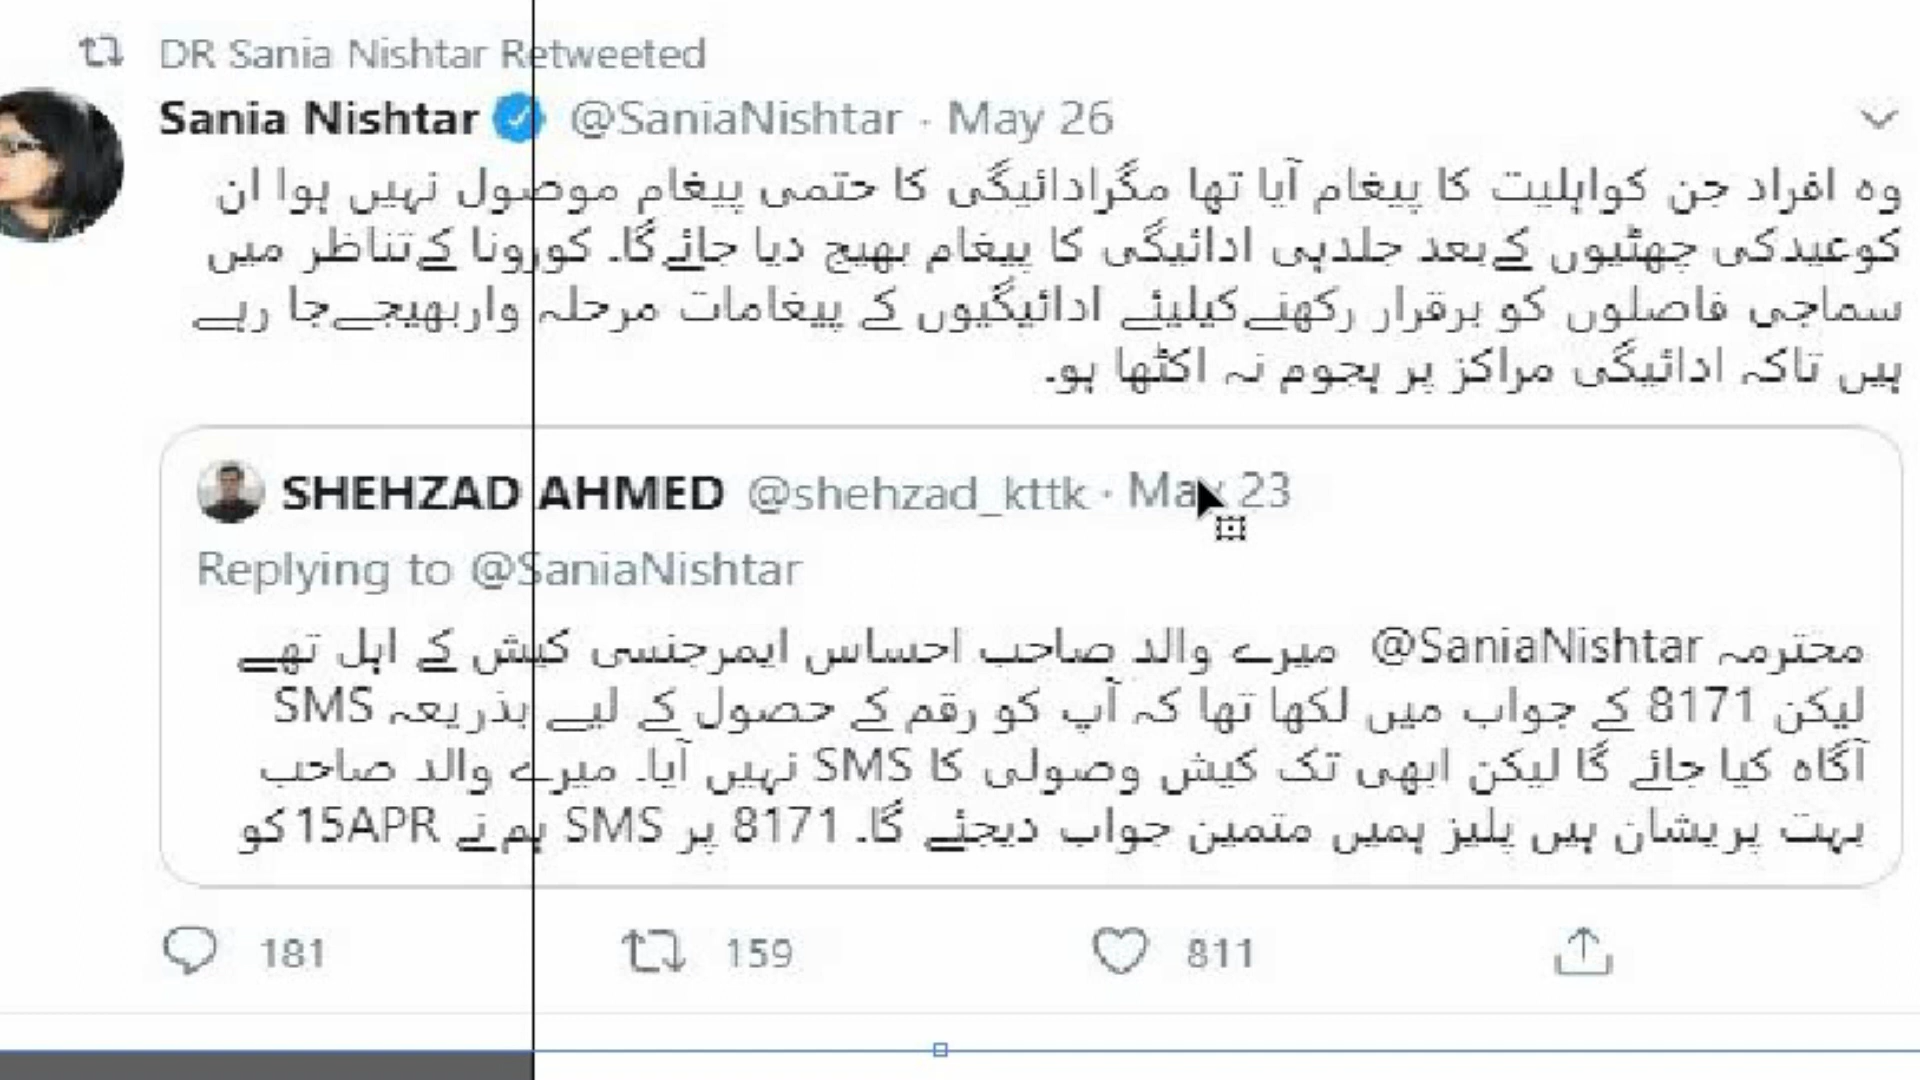 DR Sania Nishtar Retweeted
Sania Nishtar @SaniaNishtar · May 26
وہ افراد جن کواہلیت کا پیغام آیا تھا مگرادائیگی کا حتمی پیغام موصول نہیں ہوا ان
کوعیدکی چھٹیوں کےبعد جلدہی ادائیگی کا پیغام بھیج دیا جائےگا۔ کورونا کےتناظر میں
سماجی فاصلوں کو برقرار رکھنےکیلیئے ادائیگیوں کے پیغامات مرحلہ واربھیجےجا رہے
ہیں تاکہ ادائیگی مراکز پر ہجوم نہ اکٹھا ہو۔
SHEHZAD AHMED @shehzad_kttk · May 23
Replying to @SaniaNishtar
محترمہ @SaniaNishtar میرے والد صاحب احساس ایمرجنسی کیش کے اہل تھے
لیکن 8171 کے جواب میں لکھا تھا کہ آپ کو رقم کے حصول کے لیے بذریعہ SMS
آگاہ کیا جائے گا لیکن ابھی تک کیش وصولی کا SMS نہیں آیا۔ میرے والد صاحب
بہت پریشان ہیں پلیز ہمیں متمین جواب دیجئے گا۔ 8171 پر SMS ہم نے 15APR کو
181 159 811